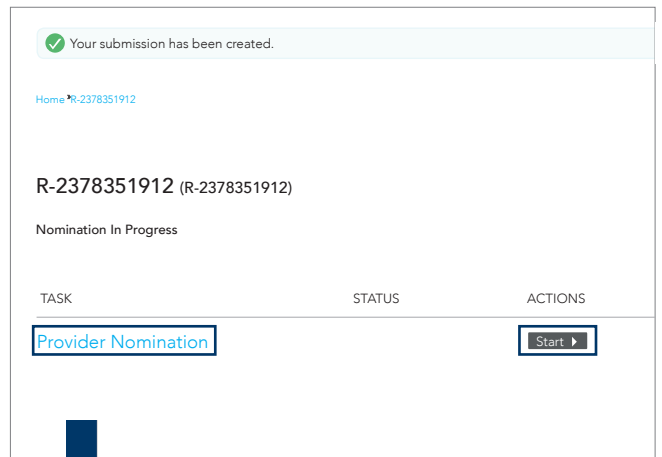 Your submission has been created.
Home R-2378351912
R-2378351912 (R-2378351912)
Nomination In Progress
TASK STATUS ACTIONS
Provider Nomination Start